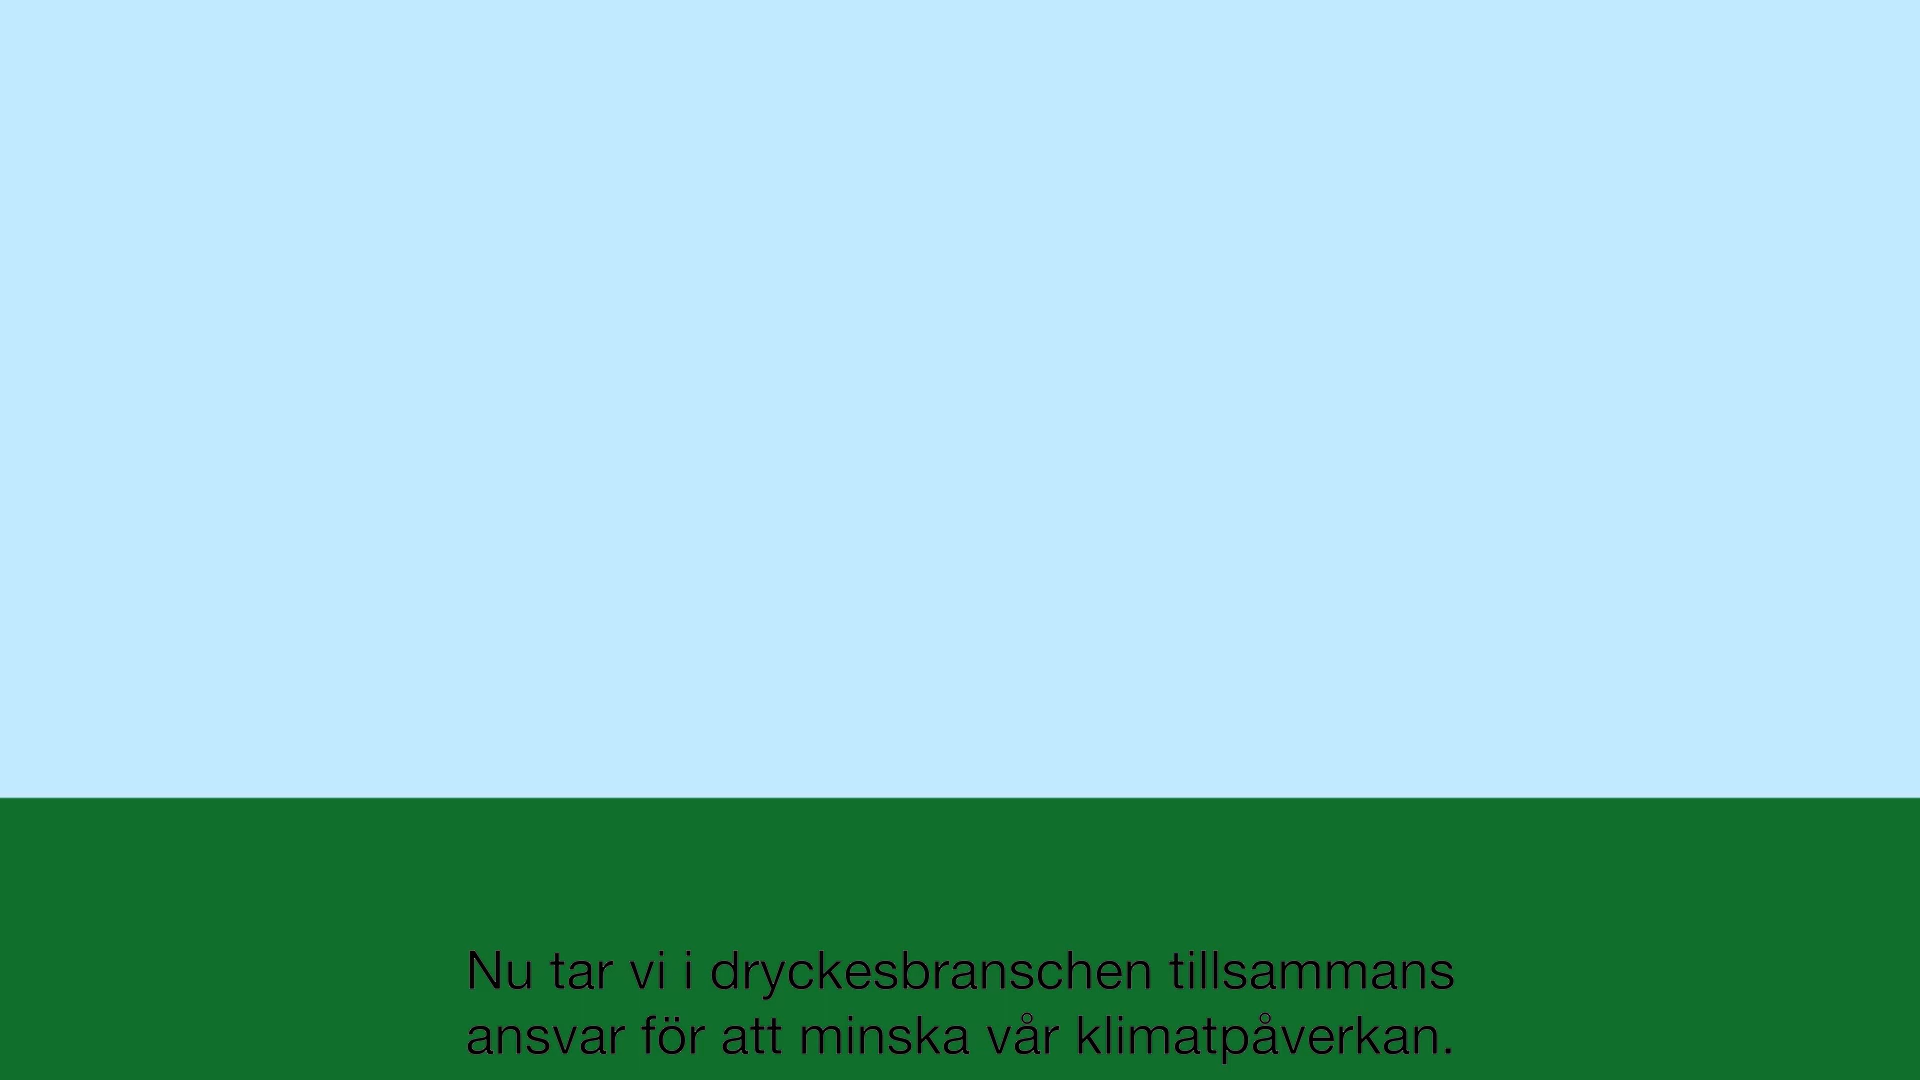 Nu tar vi i dryckesbranschen tillsammans
ansvar för att minska vår klimatpåverkan.